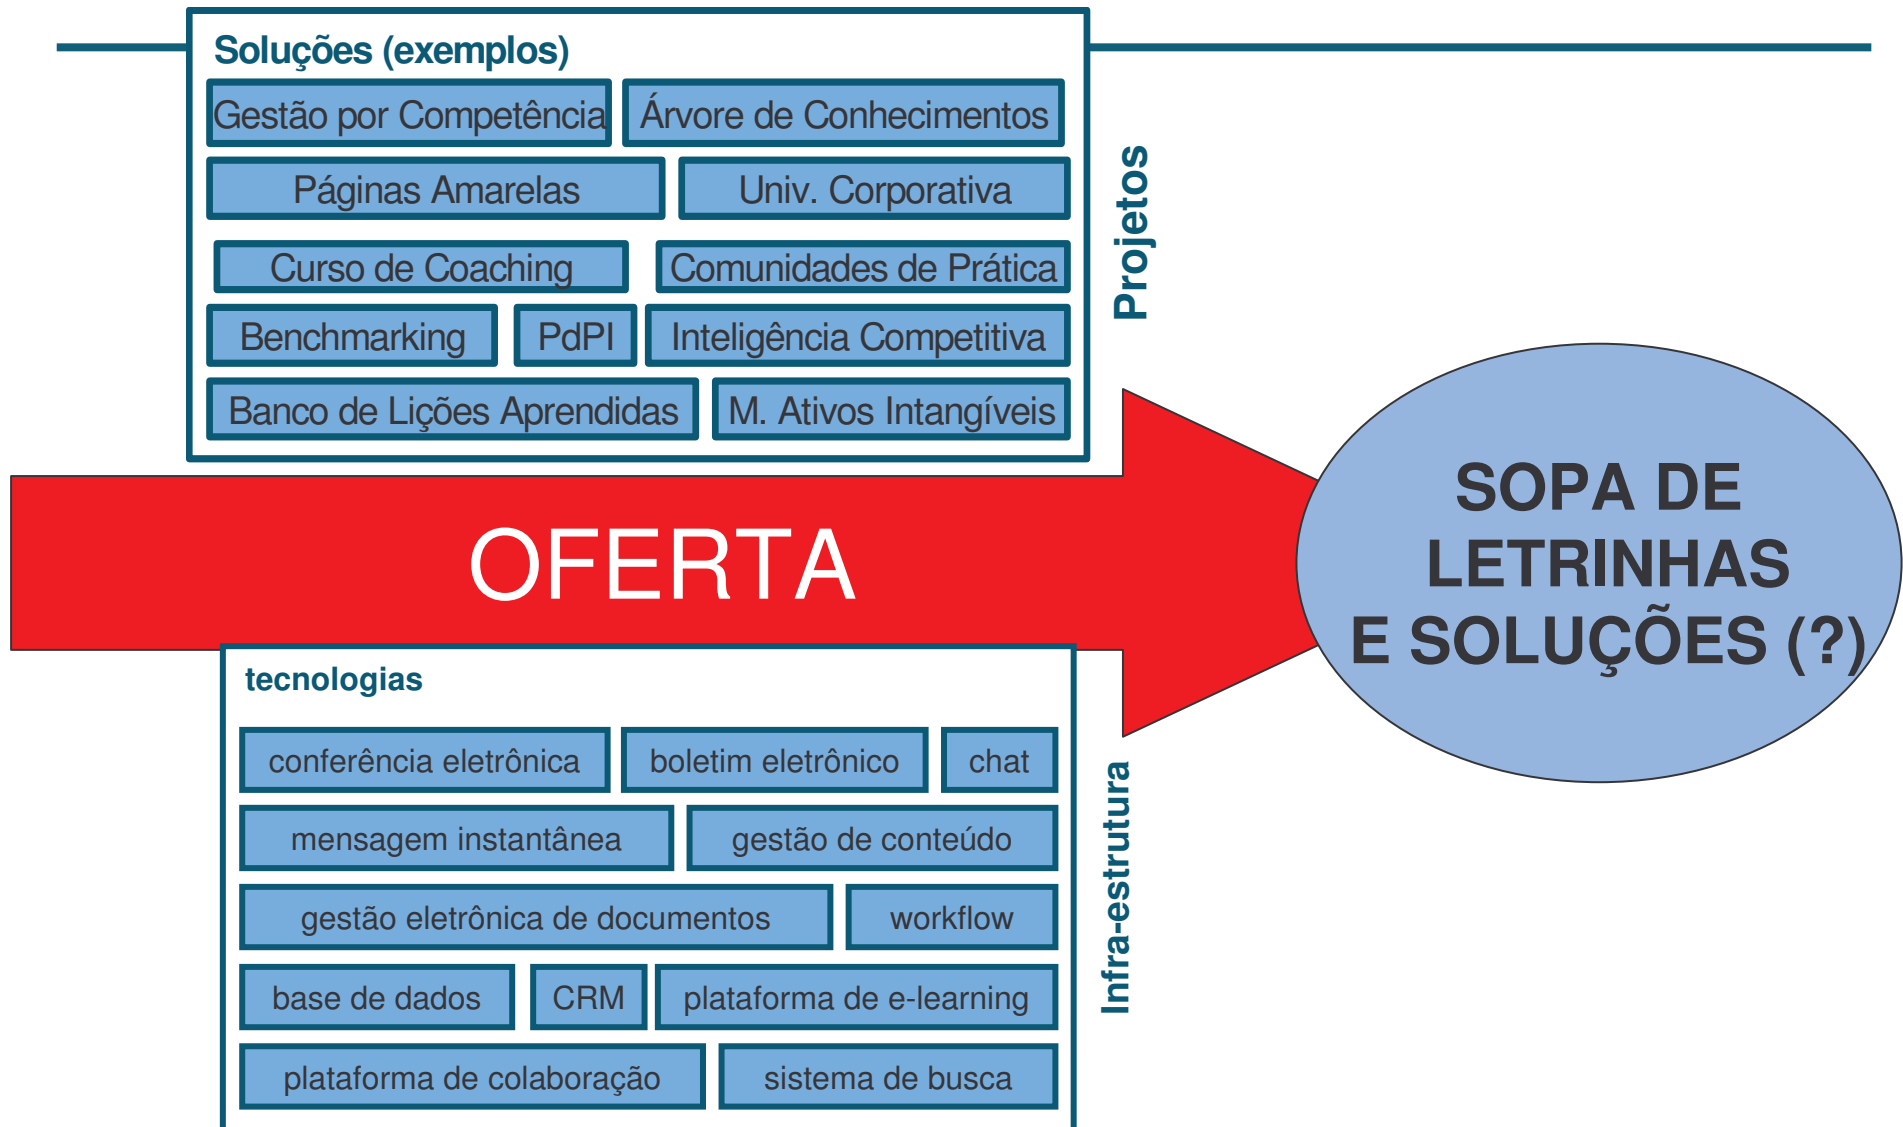 Soluções (exemplos)
Gestão por Competência
Árvore de Conhecimentos
Páginas Amarelas
Univ. Corporativa
Curso de Coaching
Comunidades de Prática
Benchmarking
PdPI
Inteligência Competitiva
Banco de Lições Aprendidas
M. Ativos Intangíveis
Projetos
OFERTA
SOPA DE
LETRINHAS
E SOLUÇÕES (?)
tecnologias
conferência eletrônica
boletim eletrônico
chat
mensagem instantânea
gestão de conteúdo
gestão eletrônica de documentos
workflow
base de dados
CRM
plataforma de e-learning
plataforma de colaboração
sistema de busca
Infra-estrutura